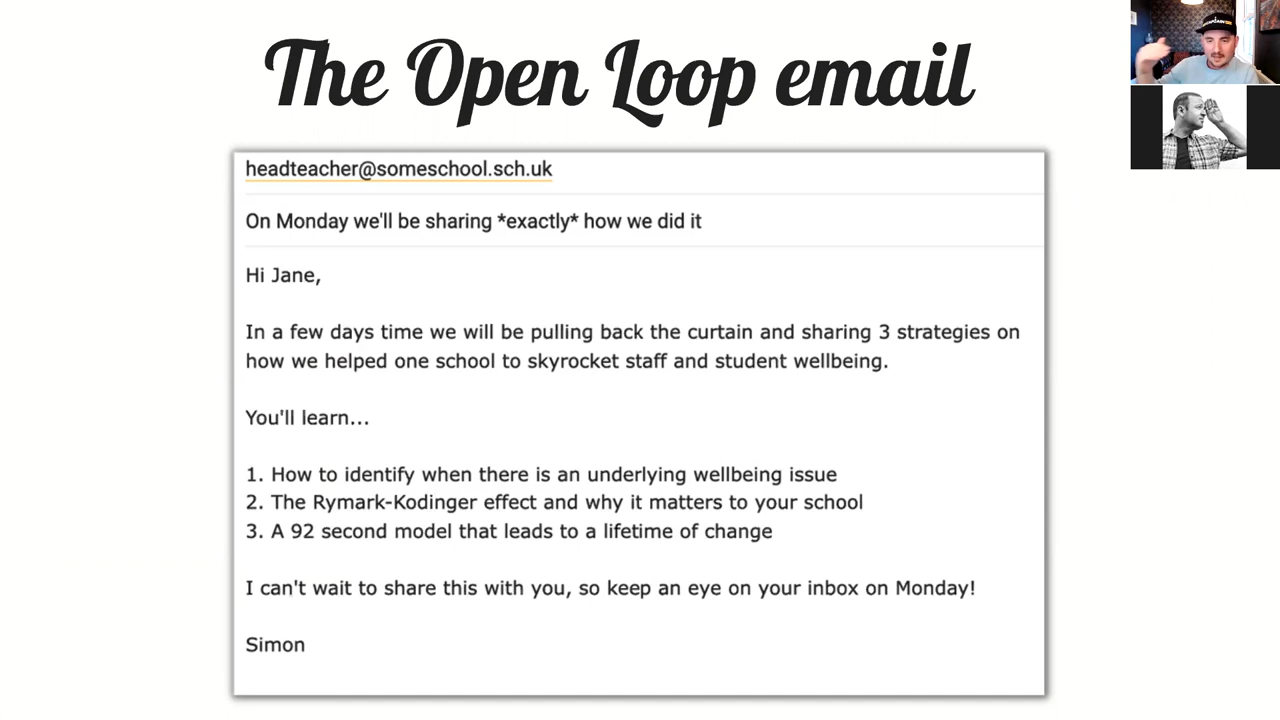 The Open Loop email
headteacher@someschool.sch.uk
On Monday we'll be sharing *exactly* how we did it
Hi Jane,
In a few days time we will be pulling back the curtain and sharing 3 strategies on
how we helped one school to skyrocket staff and student wellbeing.
You'll learn...
1. How to identify when there is an underlying wellbeing issue
2. The Rymark-Kodinger effect and why it matters to your school
3. A 92 second model that leads to a lifetime of change
I can't wait to share this with you, so keep an eye on your inbox on Monday!
Simon